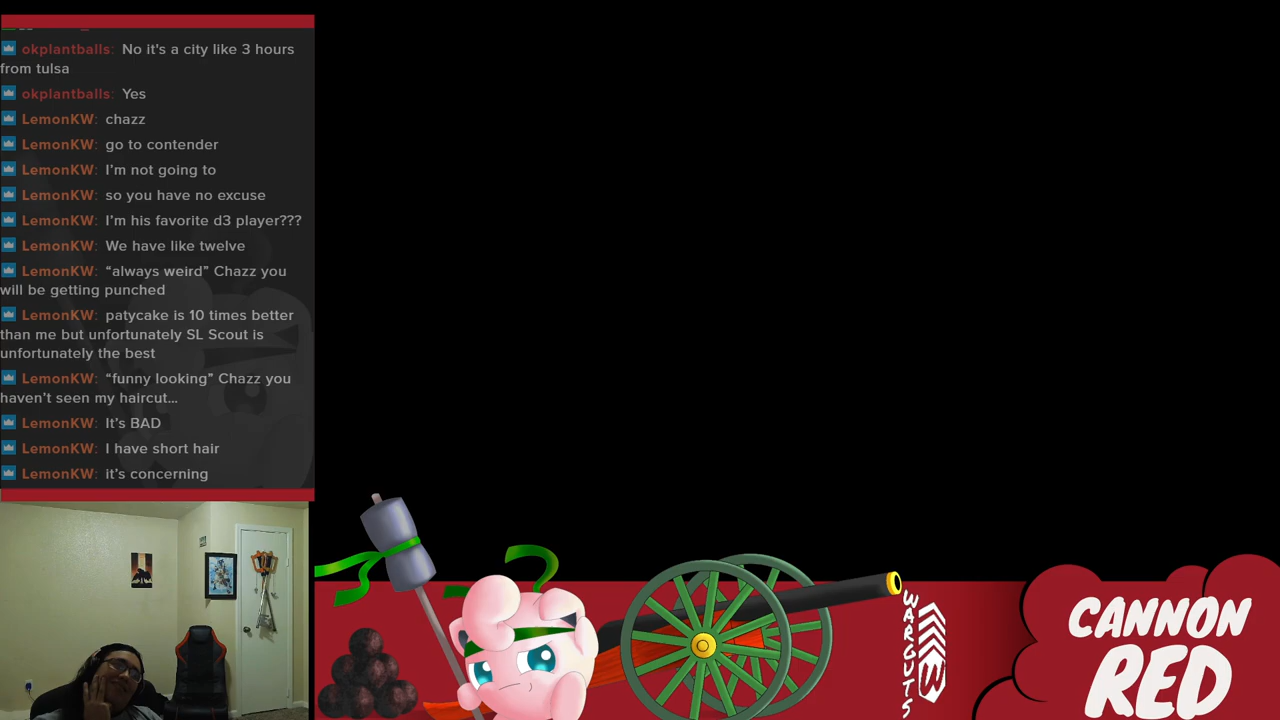 okplantballs: No it's a city like 3 hours
from tulsa
okplantballs: Yes
LemonKW: chazz
LemonKW: go to contender
LemonKW: I'm not going to
LemonKW: so you have no excuse
LemonKW: I'm his favorite d3 player???
LemonKW: We have like twelve
LemonKW: “always weird” Chazz you
will be getting punched
LemonKW: patycake is 10 times better
than me but unfortunately SL Scout is
unfortunately the best
LemonKW: “funny looking” Chazz you
haven't seen my haircut...
LemonKW: It's BAD
LemonKW: I have short hair
LemonKW: it's concerning
WARGUTS
CANNON
RED